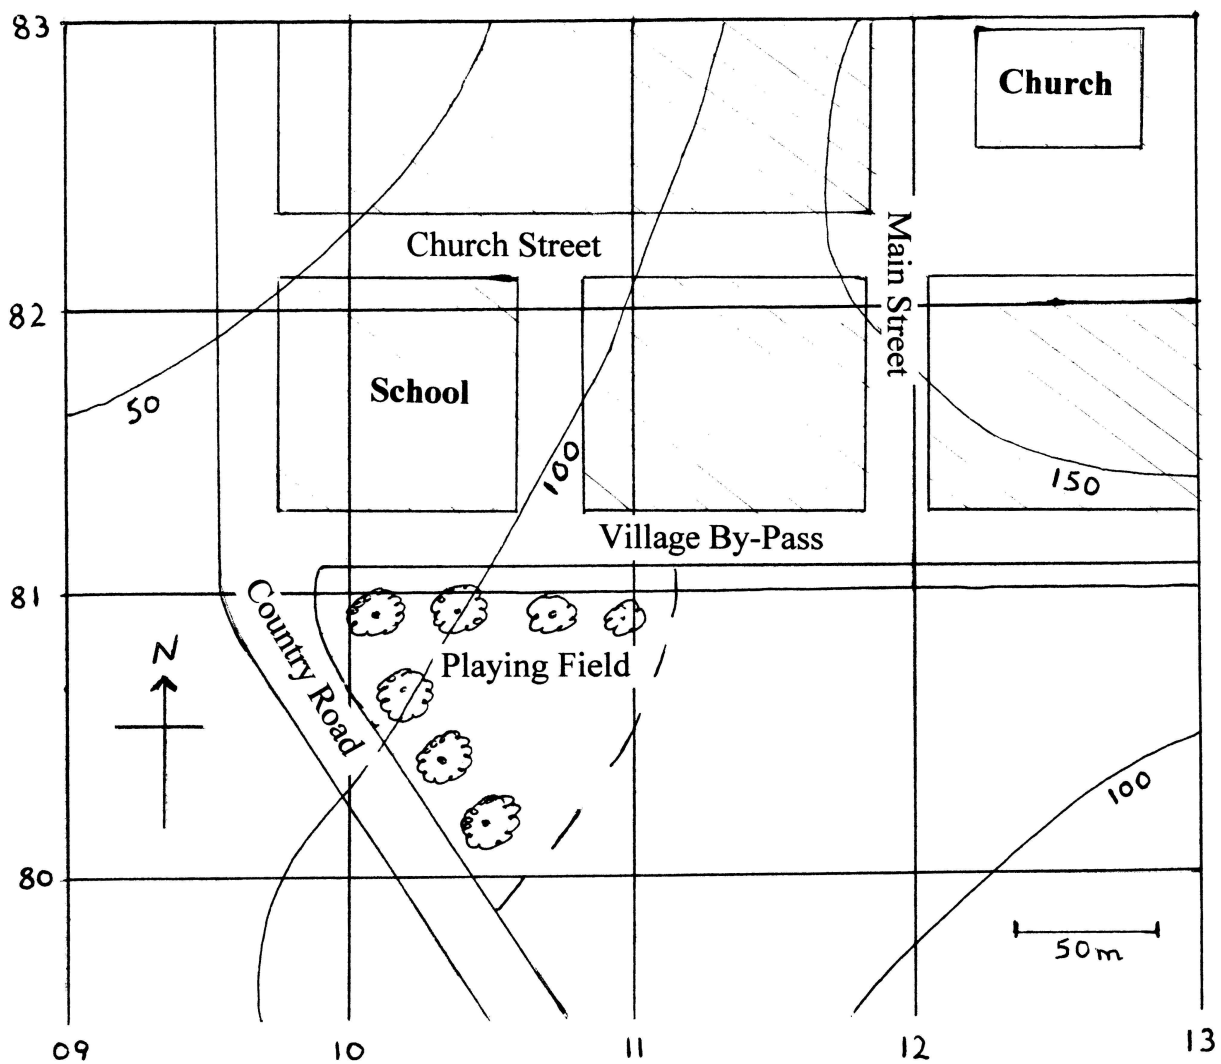 83
Church
Church Street
Main Street
82
50
School
100
150
Village By-Pass
81
Country Road
N
Playing Field
100
80
50m
09 10 11 12 13